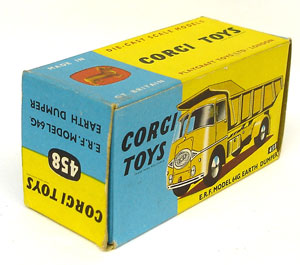 DIE-CAST SCALE MODELS
CORGI TOYS
PLAYCRAFT TOYS LTD. LONDON
MADE IN
GT BRITAIN
CORGI
TOYS
458
E.R.F. MODEL 64G EARTH DUMPER
E.R.F. MODEL 64G
EARTH DUMPER
458
CORGI TOYS